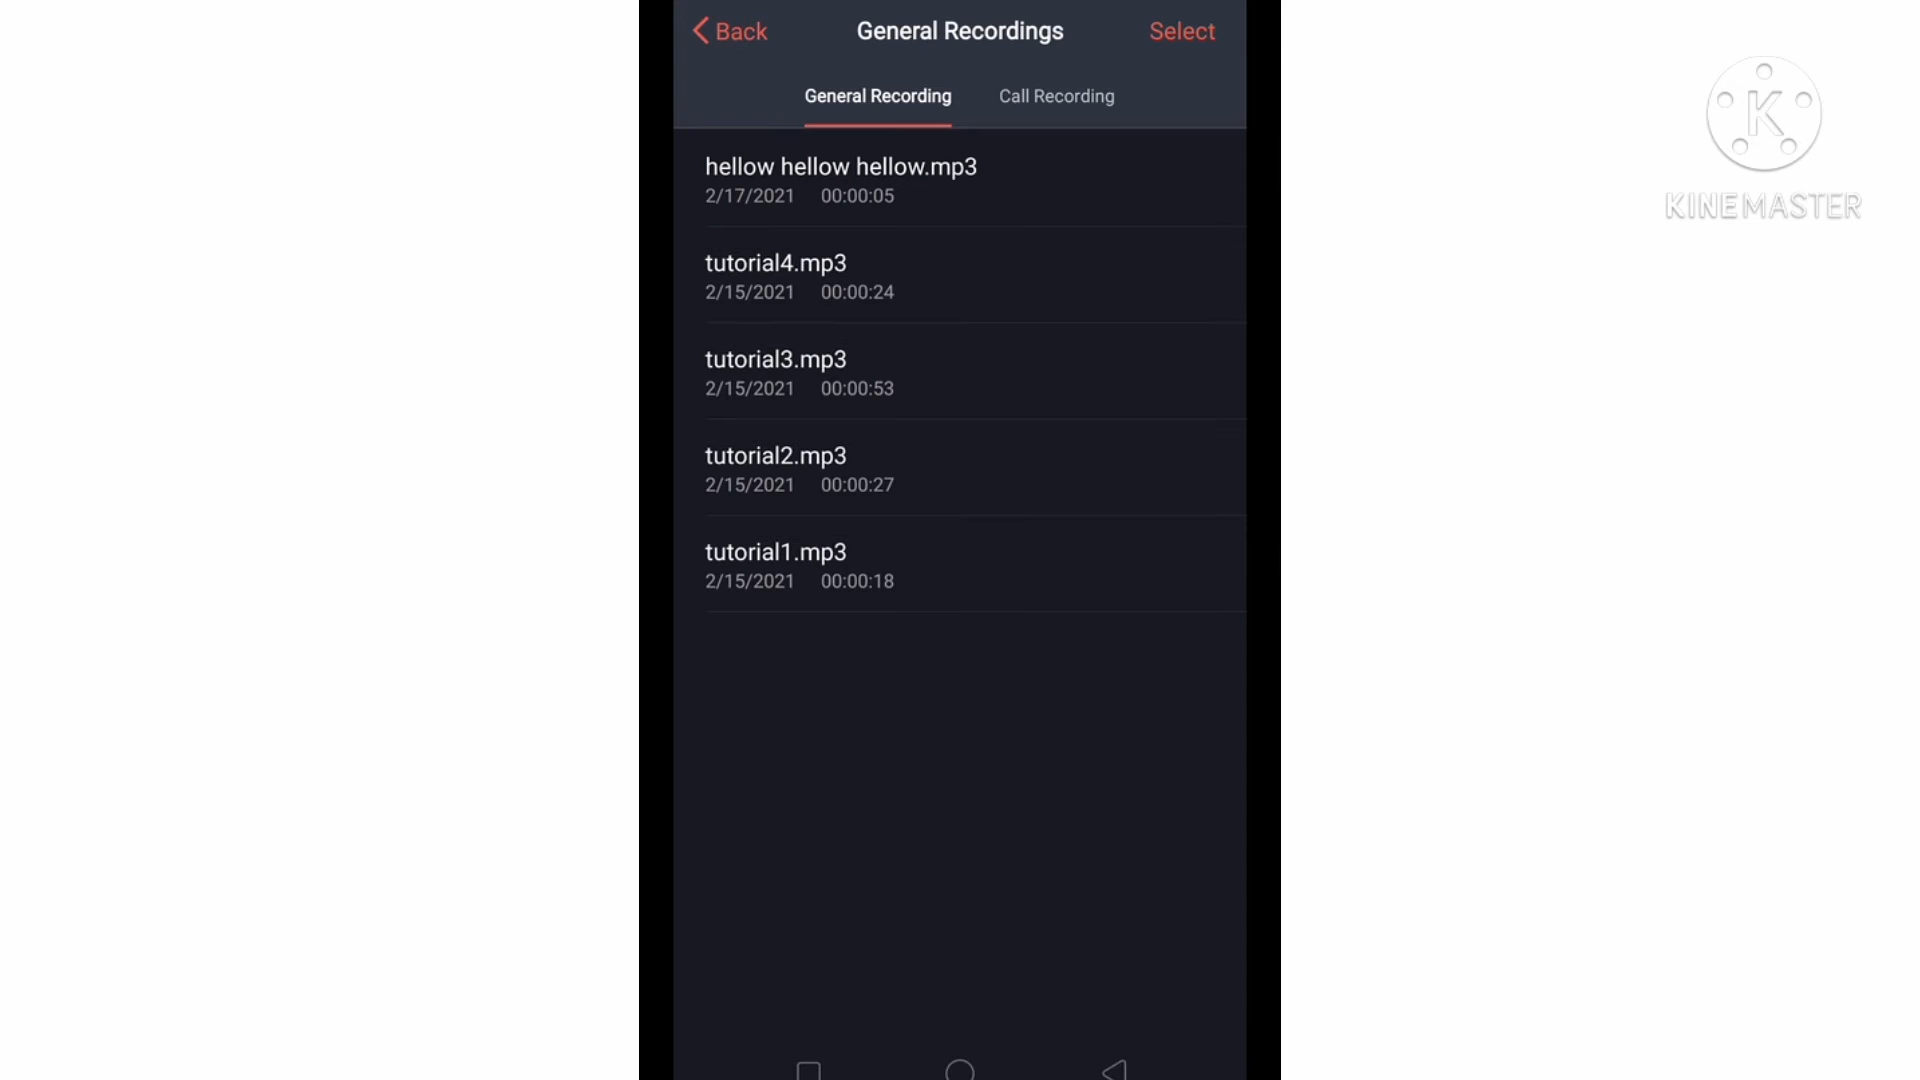 Back General Recordings Select
General Recording Call Recording
hellow hellow hellow.mp3
2/17/2021 00:00:05
tutorial4.mp3
2/15/2021 00:00:24
tutorial3.mp3
2/15/2021 00:00:53
tutorial2.mp3
2/15/2021 00:00:27
tutorial1.mp3
2/15/2021 00:00:18
K
KINEMASTER